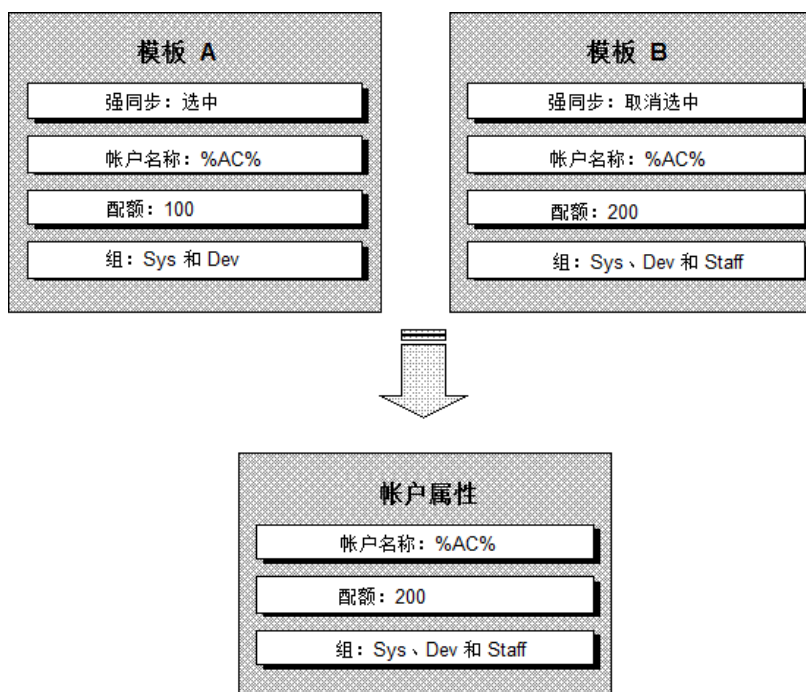 模板 A
强同步：选中
帐户名称：%AC%
配额：100
组：Sys 和 Dev
模板 B
强同步：取消选中
帐户名称：%AC%
配额：200
组：Sys、Dev 和 Staff
帐户属性
帐户名称：%AC%
配额：200
组：Sys、Dev 和 Staff